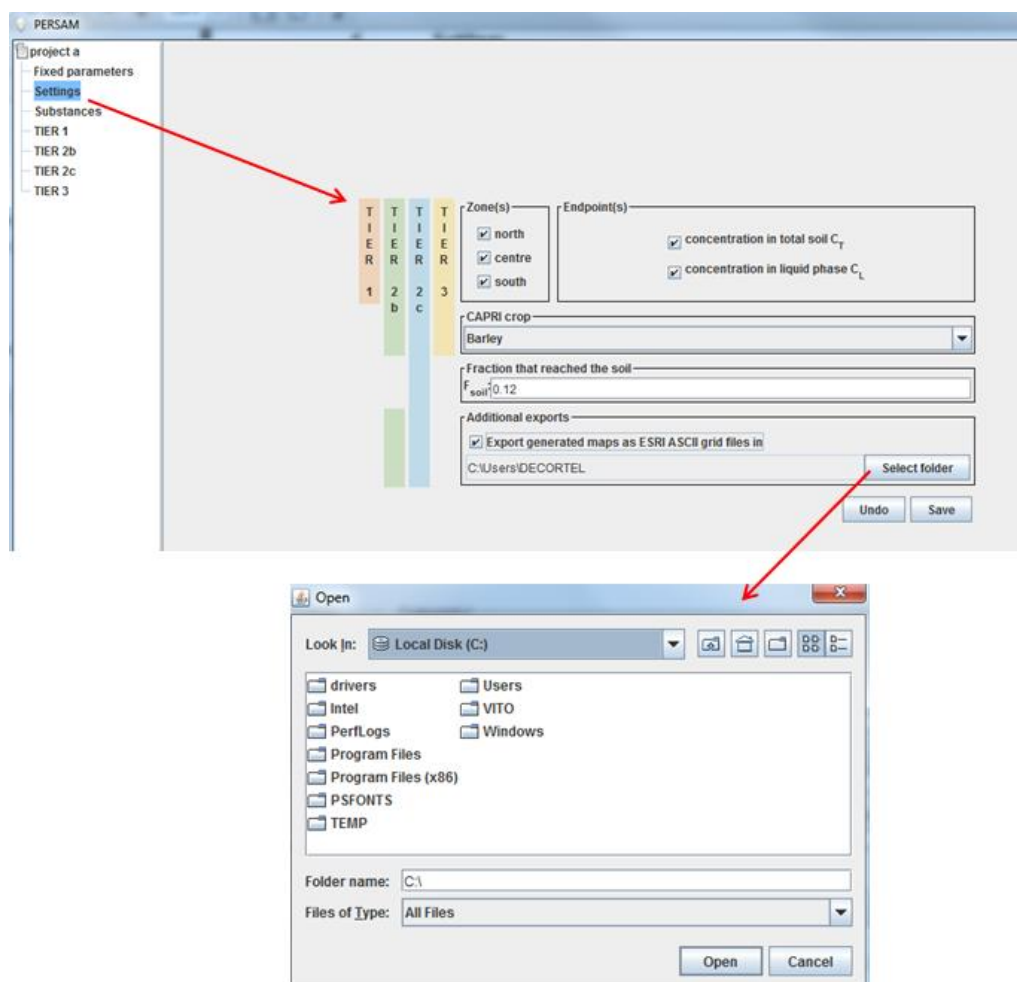 PERSAM
project a
Fixed parameters
Settings
Substances
TIER 1
TIER 2b
TIER 2c
TIER 3
TIER 1
TIER 2b
TIER 2c
TIER 3
Zone(s)
north
centre
south
Endpoint(s)
concentration in total soil C_T
concentration in liquid phase C_L
CAPRI crop
Barley
Fraction that reached the soil
F_soil: 0.12
Additional exports
Export generated maps as ESRI ASCII grid files in
C:\Users\DECORTEL Select folder
Undo Save
Open
Look In: Local Disk (C:)
drivers Users
Intel VITO
PerfLogs Windows
Program Files
Program Files (x86)
PSFONTS
TEMP
Folder name: C:\
Files of Type: All Files
Open Cancel